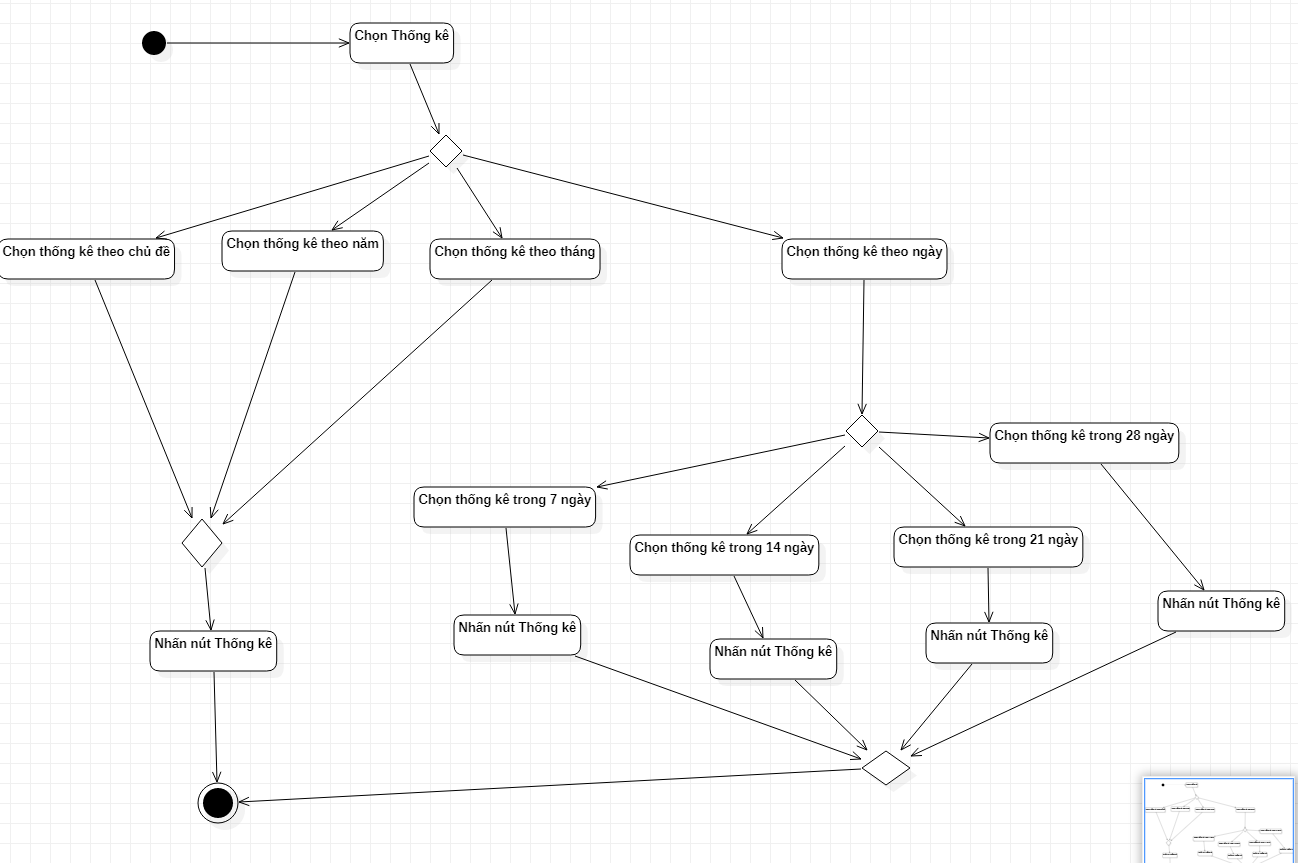 Chọn Thống kê
Chọn thống kê theo chủ đề
Chọn thống kê theo năm
Chọn thống kê theo tháng
Chọn thống kê theo ngày
Chọn thống kê trong 28 ngày
Chọn thống kê trong 7 ngày
Chọn thống kê trong 14 ngày
Chọn thống kê trong 21 ngày
Nhấn nút Thống kê
Nhấn nút Thống kê
Nhấn nút Thống kê
Nhấn nút Thống kê
Nhấn nút Thống kê